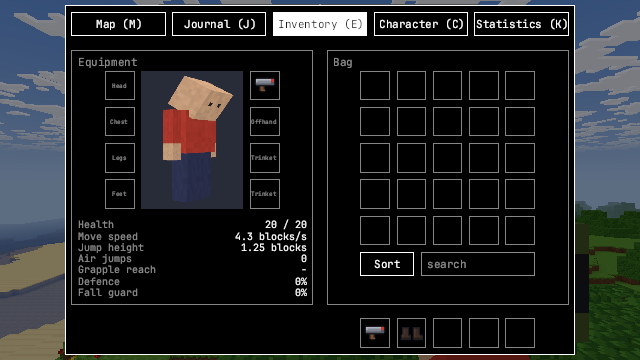 Map (M) Journal (J) Inventory (E) Character (C) Statistics (K)
Equipment
Bag
Head
Chest
Offhand
Legs
Trinket
Feet
Trinket
Health 20 / 20
Move speed 4.3 blocks/s
Jump height 1.25 blocks
Air jumps 0
Grapple reach -
Defence 0%
Fall guard 0%
Sort
search